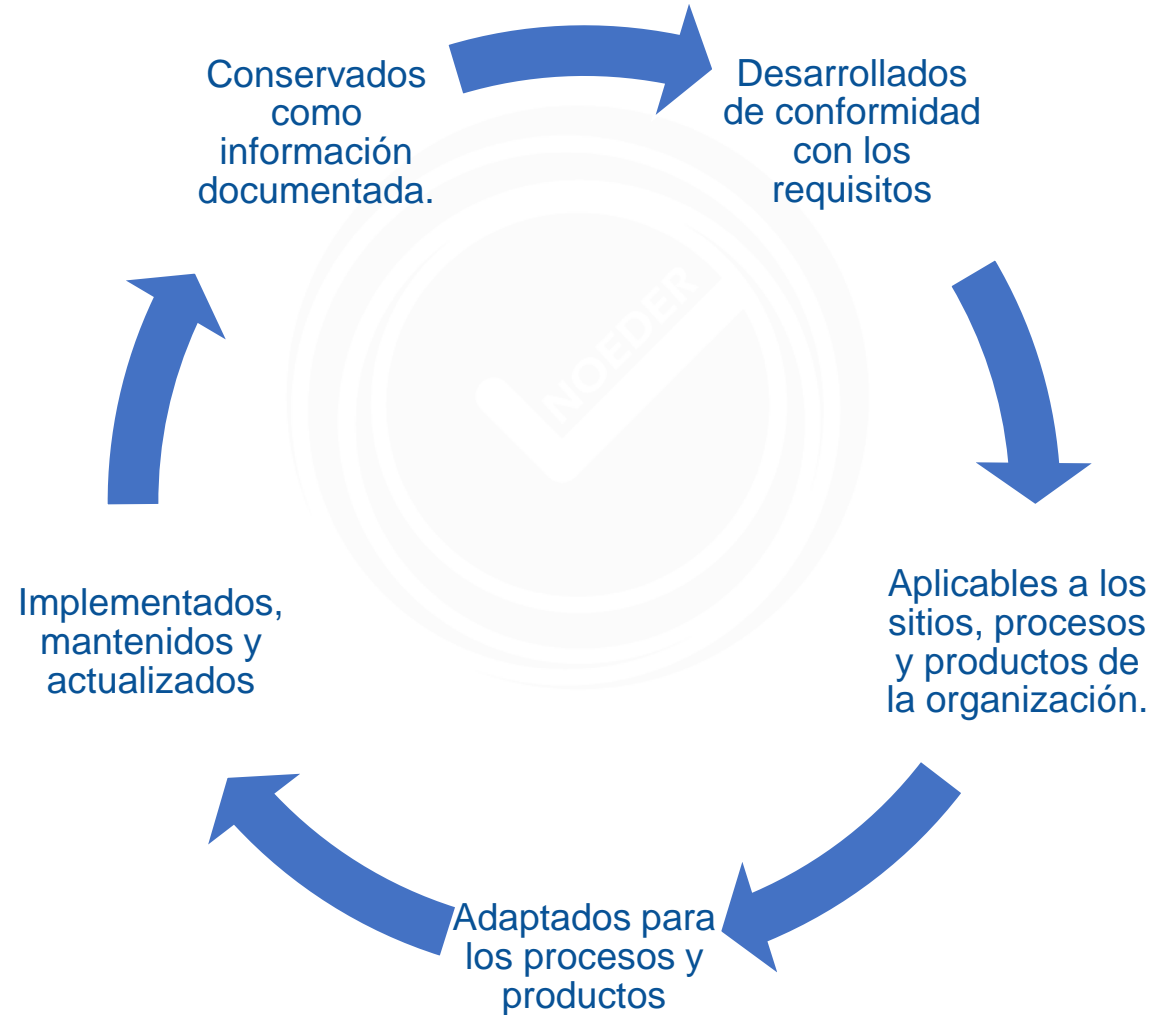 Conservados
como
información
documentada.
Desarrollados
de conformidad
con los
requisitos
Aplicables a los
sitios, procesos
y productos de
la organización.
Adaptados para
los procesos y
productos
Implementados,
mantenidos y
actualizados
NOEDER